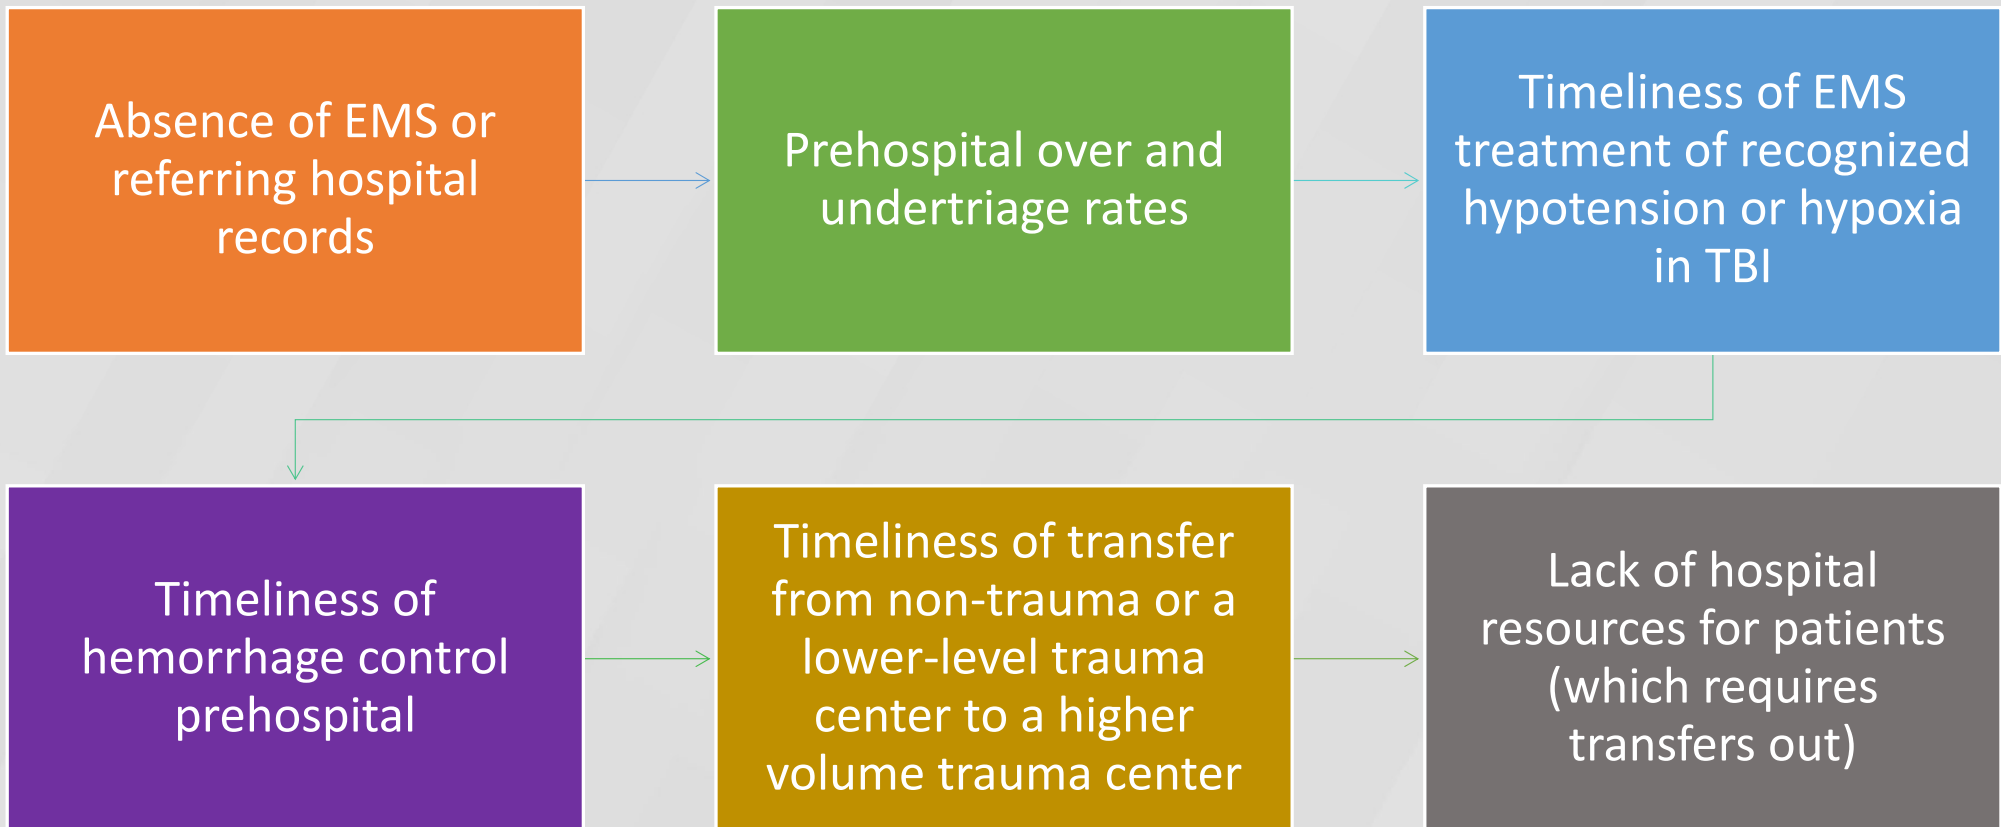 Absence of EMS or
referring hospital
records
Prehospital over and
undertriage rates
Timeliness of EMS
treatment of recognized
hypotension or hypoxia
in TBI
Timeliness of
hemorrhage control
prehospital
Timeliness of transfer
from non-trauma or a
lower-level trauma
center to a higher
volume trauma center
Lack of hospital
resources for patients
(which requires
transfers out)